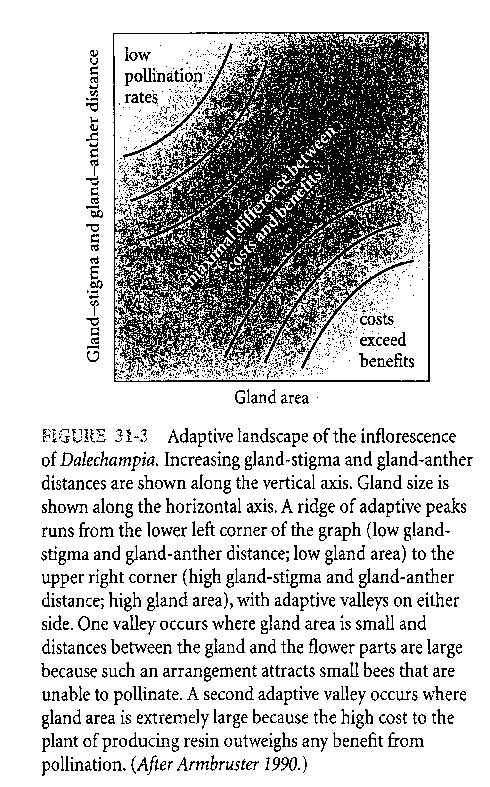 low
pollination
rates
Gland–stigma and gland–anther distance
maximal difference between
costs and benefits
costs
exceed
benefits
Gland area
FIGURE 31-3 Adaptive landscape of the inflorescence
of Dalechampia. Increasing gland-stigma and gland-anther
distances are shown along the vertical axis. Gland size is
shown along the horizontal axis. A ridge of adaptive peaks
runs from the lower left corner of the graph (low gland-
stigma and gland-anther distance; low gland area) to the
upper right corner (high gland-stigma and gland-anther
distance; high gland area), with adaptive valleys on either
side. One valley occurs where gland area is small and
distances between the gland and the flower parts are large
because such an arrangement attracts small bees that are
unable to pollinate. A second adaptive valley occurs where
gland area is extremely large because the high cost to the
plant of producing resin outweighs any benefit from
pollination. (After Armbruster 1990.)